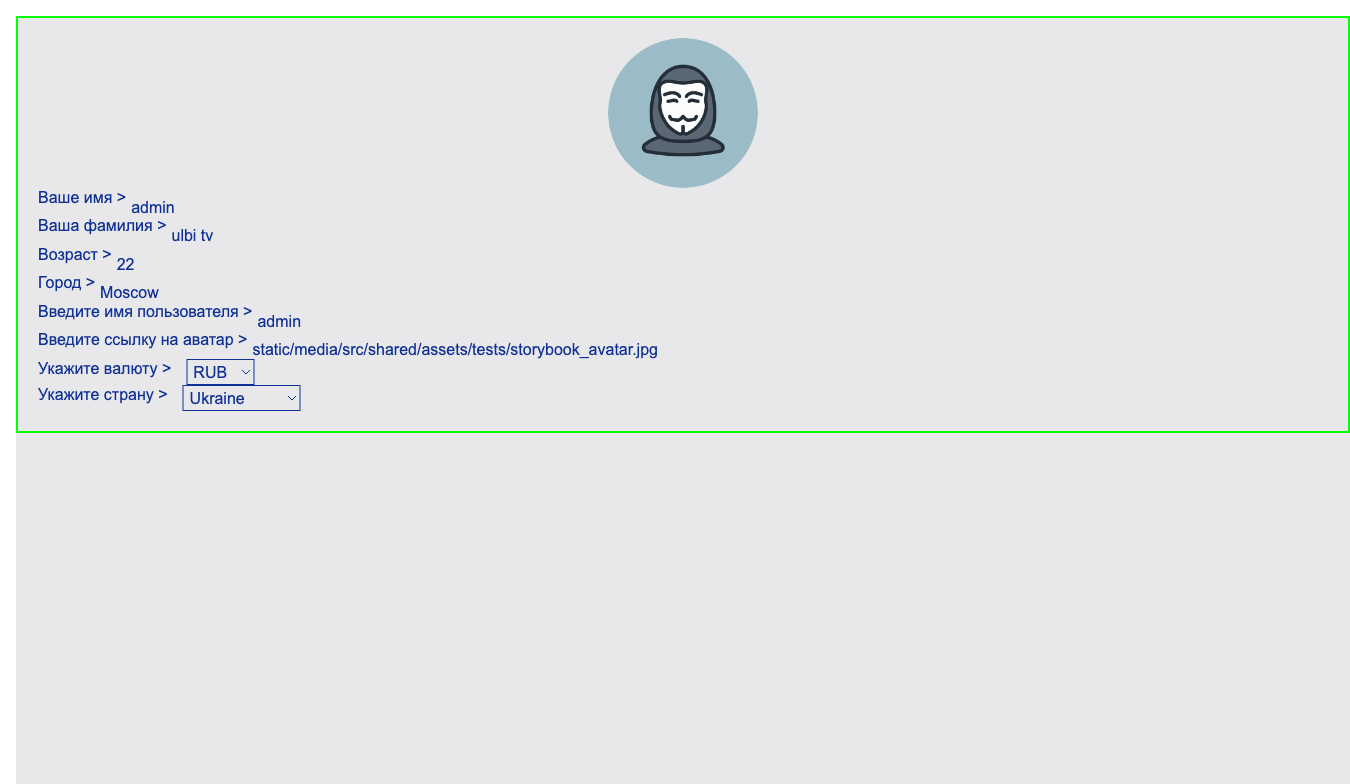 Ваше имя > admin
Ваша фамилия > ulbi tv
Возраст > 22
Город > Moscow
Введите имя пользователя > admin
Введите ссылку на аватар > static/media/src/shared/assets/tests/storybook_avatar.jpg
Укажите валюту > RUB
Укажите страну > Ukraine